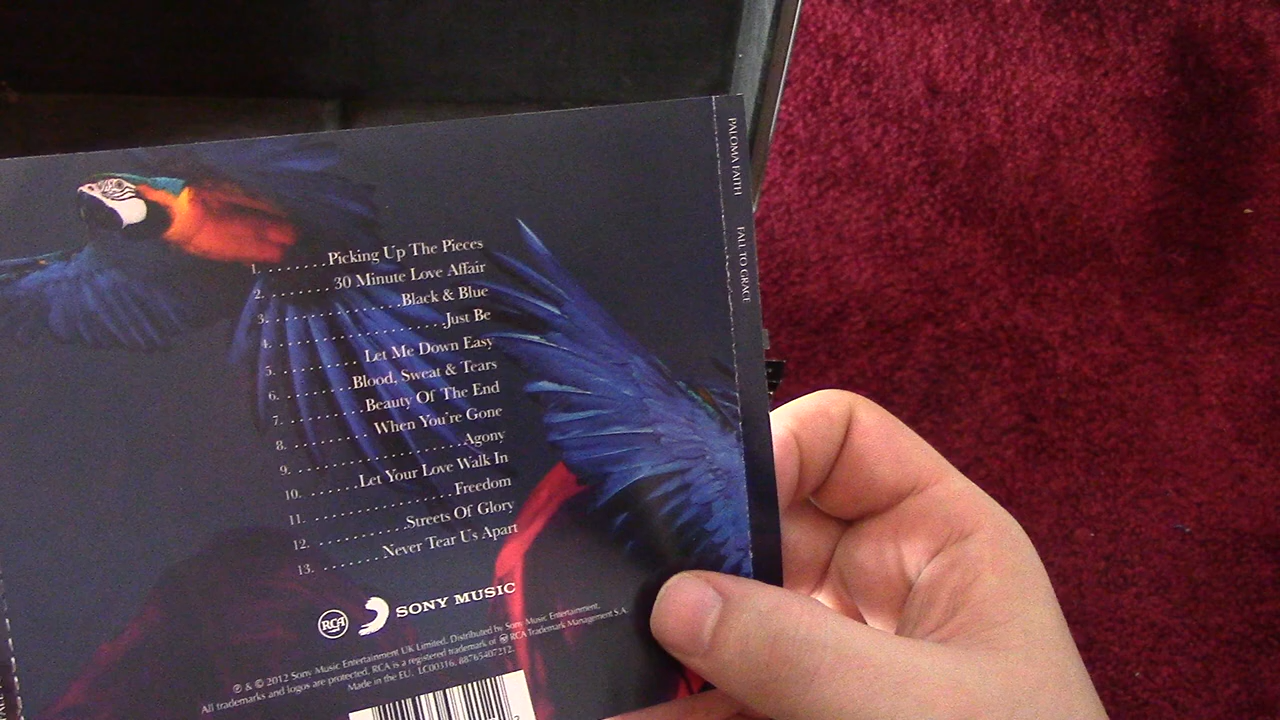 PALOMA FAITH FALL TO GRACE
1. . . . . . . . Picking Up The Pieces
2. . . . . . . . . 30 Minute Love Affair
3. . . . . . . . . . . . . . . . . . . Black & Blue
4. . . . . . . . . . . . . . . . . . . . . . . . Just Be
5. . . . . . . . . . . . . Let Me Down Easy
6. . . . . . . . . . . Blood, Sweat & Tears
7. . . . . . . . . . . . Beauty Of The End
8. . . . . . . . . . . . . When You're Gone
9. . . . . . . . . . . . . . . . . . . . . . . . Agony
10. . . . . . . . Let Your Love Walk In
11. . . . . . . . . . . . . . . . . . . . Freedom
12. . . . . . . . . . . . . . Streets Of Glory
13. . . . . . . . . . Never Tear Us Apart
RCA SONY MUSIC
℗ & © 2012 Sony Music Entertainment UK Limited. Distributed by Sony Music Entertainment.
All trademarks and logos are protected. RCA is a registered trademark of RCA Trademark Management S.A.
Made in the EU. LC00316. 88765407212.